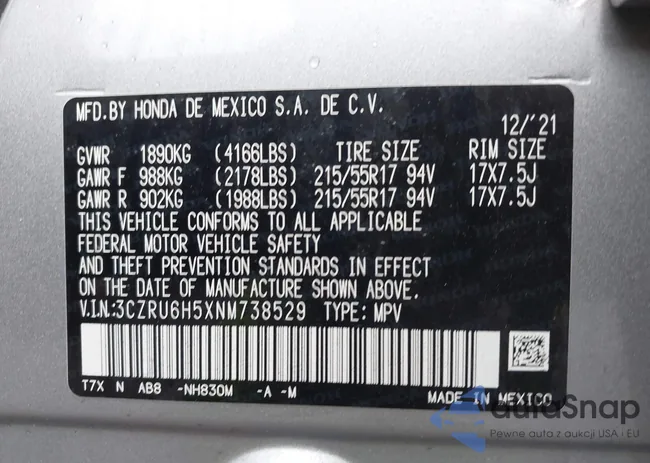 MFD.BY HONDA DE MEXICO S.A. DE C.V.
12/'21
GVWR 1890KG (4166LBS) TIRE SIZE RIM SIZE
GAWR F 988KG (2178LBS) 215/55R17 94V 17X7.5J
GAWR R 902KG (1988LBS) 215/55R17 94V 17X7.5J
THIS VEHICLE CONFORMS TO ALL APPLICABLE
FEDERAL MOTOR VEHICLE SAFETY
AND THEFT PREVENTION STANDARDS IN EFFECT
ON THE DATE OF MANUFACTURE SHOWN ABOVE.
V.I.N:3CZRU6H5XNM738529 TYPE: MPV
T7X N AB8 -NH830M -A -M
MADE IN MEXICO
autaSnap
Pewne auta z aukcji USA i EU